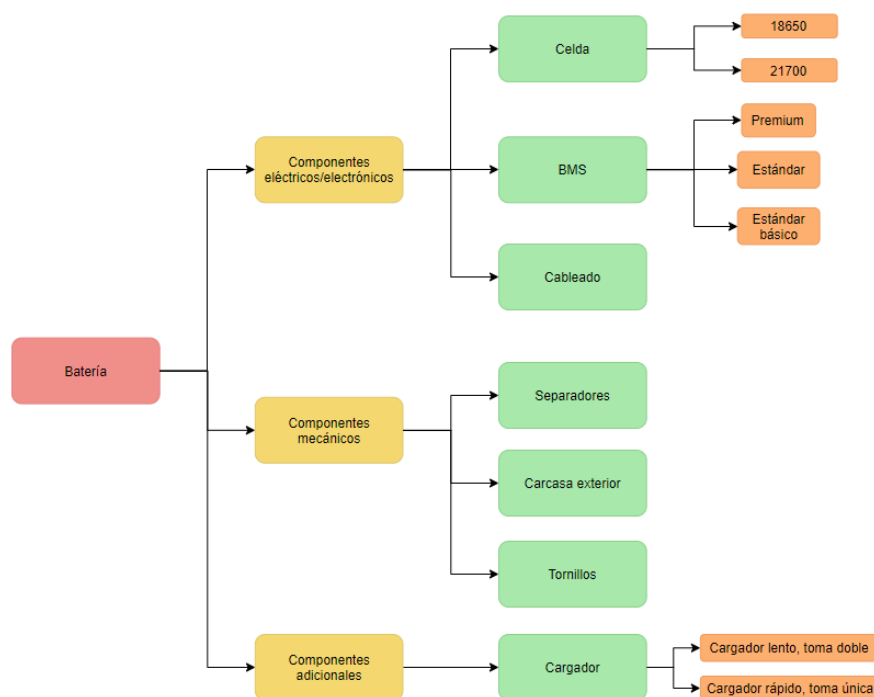 Batería
Componentes
eléctricos/electrónicos
Celda
18650
21700
BMS
Premium
Estándar
Estándar
básico
Cableado
Componentes
mecánicos
Separadores
Carcasa exterior
Tornillos
Componentes
adicionales
Cargador
Cargador lento, toma doble
Cargador rápido, toma única